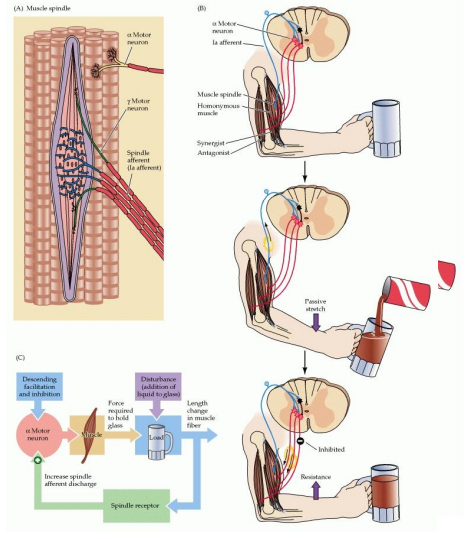 (A) Muscle spindle
α Motor
neuron
γ Motor
neuron
Spindle
afferent
(Ia afferent)
(B)
α Motor
neuron
Ia afferent
Muscle spindle
Homonymous
muscle
Synergist
Antagonist
Passive
stretch
Inhibited
Resistance
(C)
Descending
facilitation
and inhibition
Disturbance
(addition of
liquid to glass)
Force
required
to hold
glass
Length
change
in muscle
fiber
α Motor
neuron
Muscle
Load
Increase spindle
afferent discharge
Spindle receptor